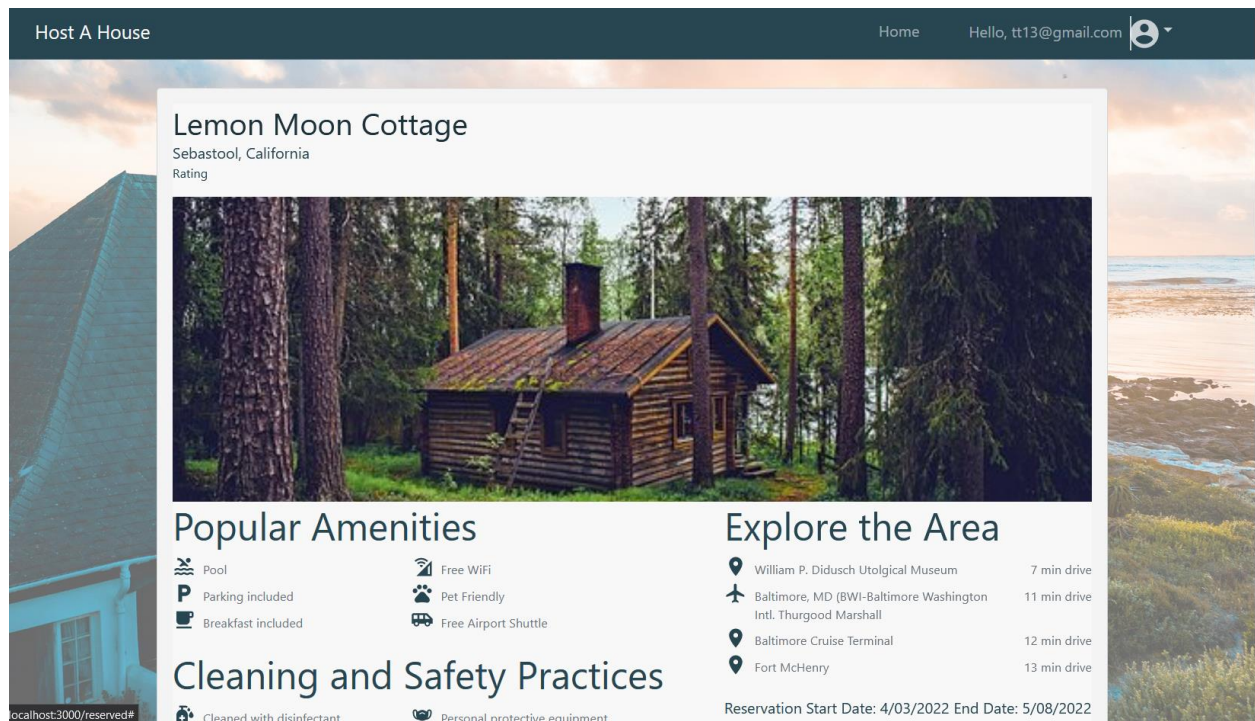 Host A House
Home
Hello, tt13@gmail.com
Lemon Moon Cottage
Sebastool, California
Rating
Popular Amenities
Pool
Free WiFi
Parking included
Pet Friendly
Breakfast included
Free Airport Shuttle
Explore the Area
William P. Didusch Utolgical Museum 7 min drive
Baltimore, MD (BWI-Baltimore Washington 11 min drive
Intl. Thurgood Marshall
Baltimore Cruise Terminal 12 min drive
Fort McHenry 13 min drive
Cleaning and Safety Practices
Cleaned with disinfectant
Personal protective equipment
Reservation Start Date: 4/03/2022 End Date: 5/08/2022
localhost:3000/reserved#